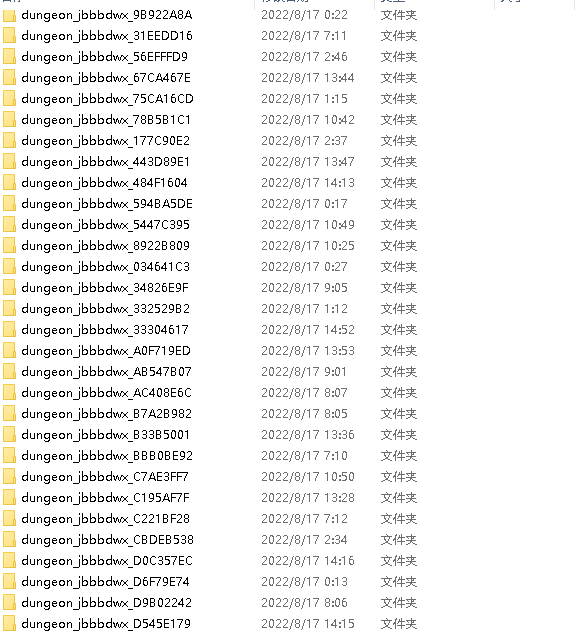 dungeon_jbbbdwx_9B922A8A 2022/8/17 0:22 文件夹
dungeon_jbbbdwx_31EEDD16 2022/8/17 7:11 文件夹
dungeon_jbbbdwx_56EFFFD9 2022/8/17 2:46 文件夹
dungeon_jbbbdwx_67CA467E 2022/8/17 13:44 文件夹
dungeon_jbbbdwx_75CA16CD 2022/8/17 1:15 文件夹
dungeon_jbbbdwx_78B5B1C1 2022/8/17 10:42 文件夹
dungeon_jbbbdwx_177C90E2 2022/8/17 2:37 文件夹
dungeon_jbbbdwx_443D89E1 2022/8/17 13:47 文件夹
dungeon_jbbbdwx_484F1604 2022/8/17 14:13 文件夹
dungeon_jbbbdwx_594BA5DE 2022/8/17 0:17 文件夹
dungeon_jbbbdwx_5447C395 2022/8/17 10:49 文件夹
dungeon_jbbbdwx_8922B809 2022/8/17 10:25 文件夹
dungeon_jbbbdwx_034641C3 2022/8/17 0:27 文件夹
dungeon_jbbbdwx_34826E9F 2022/8/17 9:05 文件夹
dungeon_jbbbdwx_332529B2 2022/8/17 1:12 文件夹
dungeon_jbbbdwx_33304617 2022/8/17 14:52 文件夹
dungeon_jbbbdwx_A0F719ED 2022/8/17 13:53 文件夹
dungeon_jbbbdwx_AB547B07 2022/8/17 9:01 文件夹
dungeon_jbbbdwx_AC408E6C 2022/8/17 8:07 文件夹
dungeon_jbbbdwx_B7A2B982 2022/8/17 8:05 文件夹
dungeon_jbbbdwx_B33B5001 2022/8/17 13:36 文件夹
dungeon_jbbbdwx_BBB0BE92 2022/8/17 7:10 文件夹
dungeon_jbbbdwx_C7AE3FF7 2022/8/17 10:50 文件夹
dungeon_jbbbdwx_C195AF7F 2022/8/17 13:28 文件夹
dungeon_jbbbdwx_C221BF28 2022/8/17 7:12 文件夹
dungeon_jbbbdwx_CBDEB538 2022/8/17 2:34 文件夹
dungeon_jbbbdwx_D0C357EC 2022/8/17 14:16 文件夹
dungeon_jbbbdwx_D6F79E74 2022/8/17 0:13 文件夹
dungeon_jbbbdwx_D9B02242 2022/8/17 8:06 文件夹
dungeon_jbbbdwx_D545E179 2022/8/17 14:15 文件夹